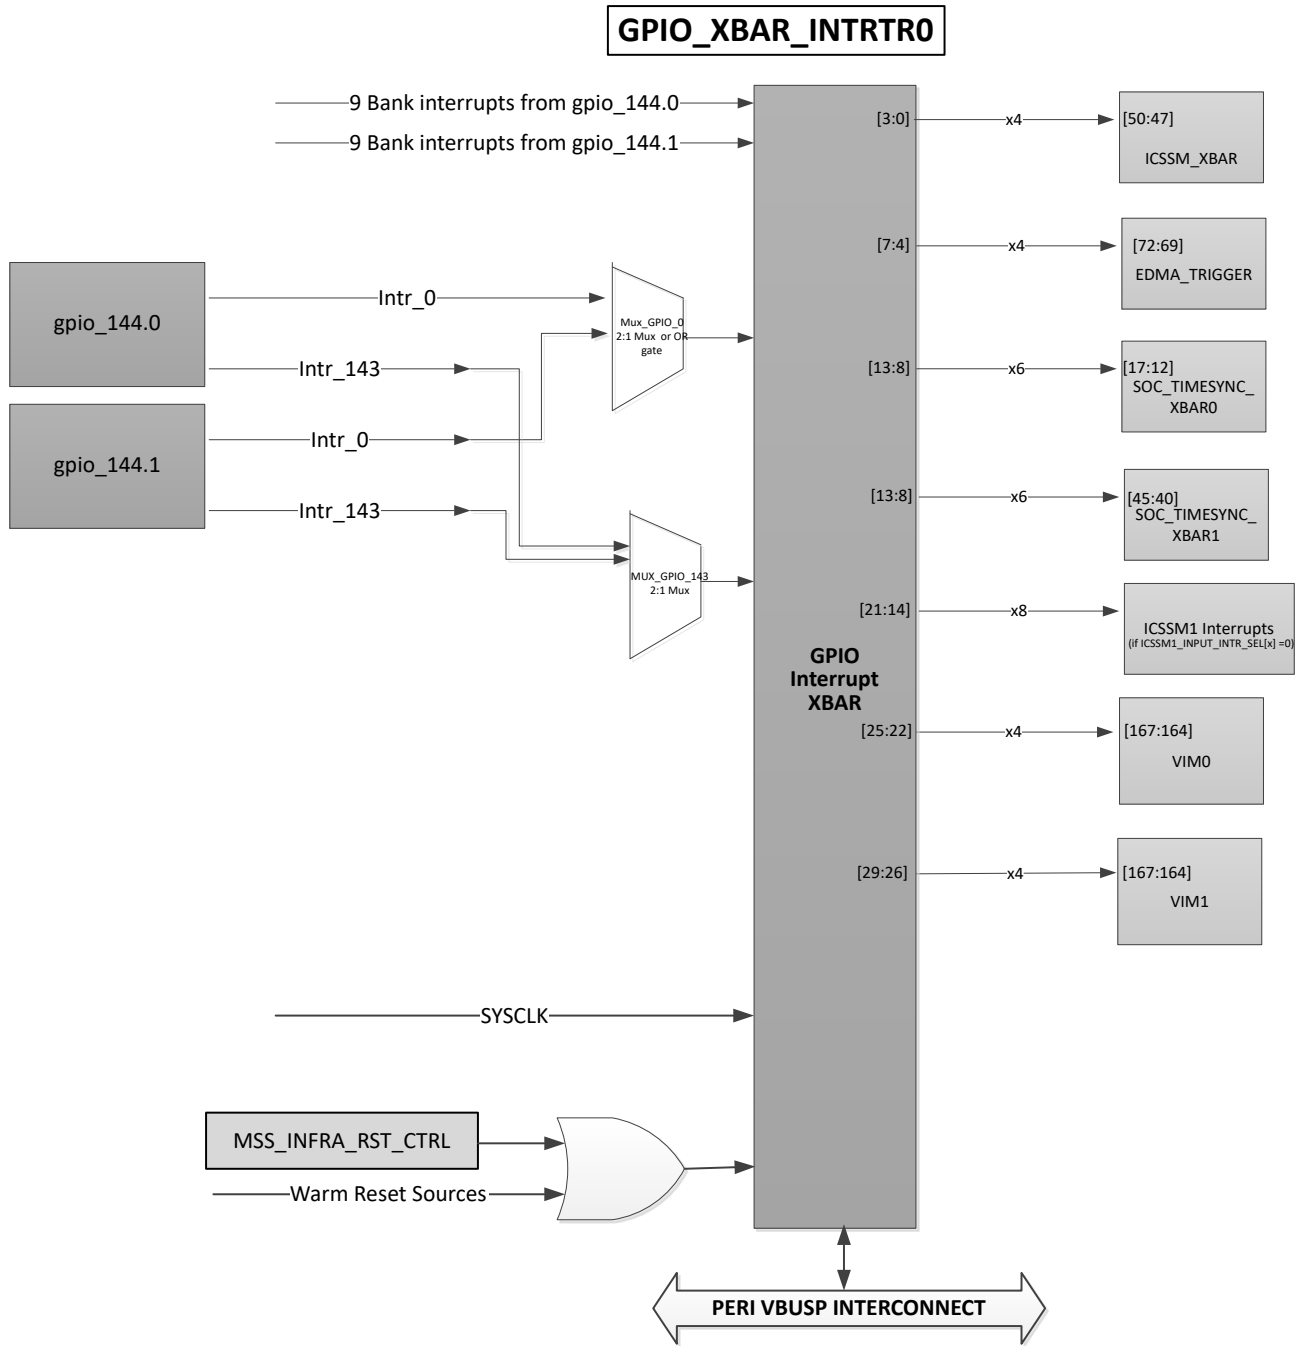 GPIO_XBAR_INTRTR0
9 Bank interrupts from gpio_144.0
9 Bank interrupts from gpio_144.1
gpio_144.0
Intr_0
Intr_143
gpio_144.1
Intr_0
Intr_143
Mux_GPIO_0
2:1 Mux or OR
gate
MUX_GPIO_143
2:1 Mux
GPIO
Interrupt
XBAR
[3:0]
x4
[50:47]
ICSSM_XBAR
[7:4]
x4
[72:69]
EDMA_TRIGGER
[13:8]
x6
[17:12]
SOC_TIMESYNC_
XBAR0
[13:8]
x6
[45:40]
SOC_TIMESYNC_
XBAR1
[21:14]
x8
ICSSM1 Interrupts
(if ICSSM1_INPUT_INTR_SEL[x] =0)
[25:22]
x4
[167:164]
VIM0
[29:26]
x4
[167:164]
VIM1
SYSCLK
MSS_INFRA_RST_CTRL
Warm Reset Sources
PERI VBUSP INTERCONNECT